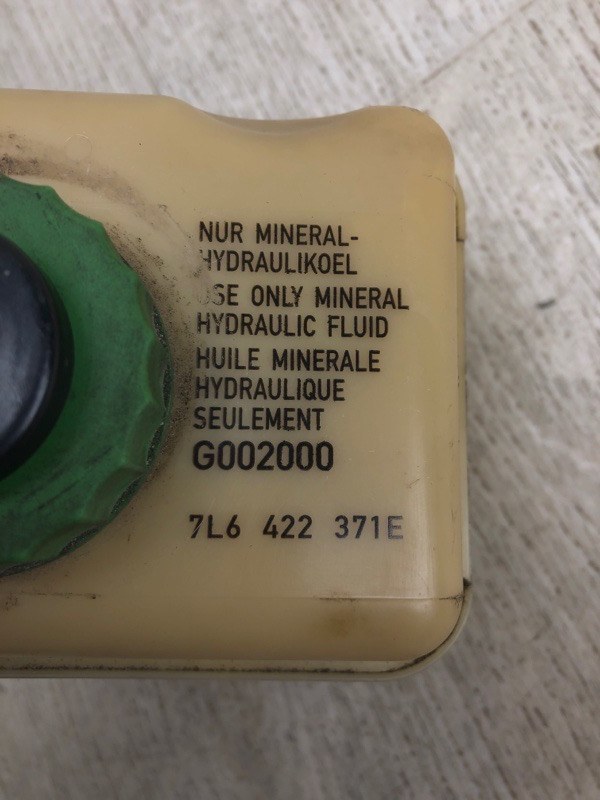 NUR MINERAL-
HYDRAULIKOEL
USE ONLY MINERAL
HYDRAULIC FLUID
HUILE MINERALE
HYDRAULIQUE
SEULEMENT
G002000
7L6 422 371E